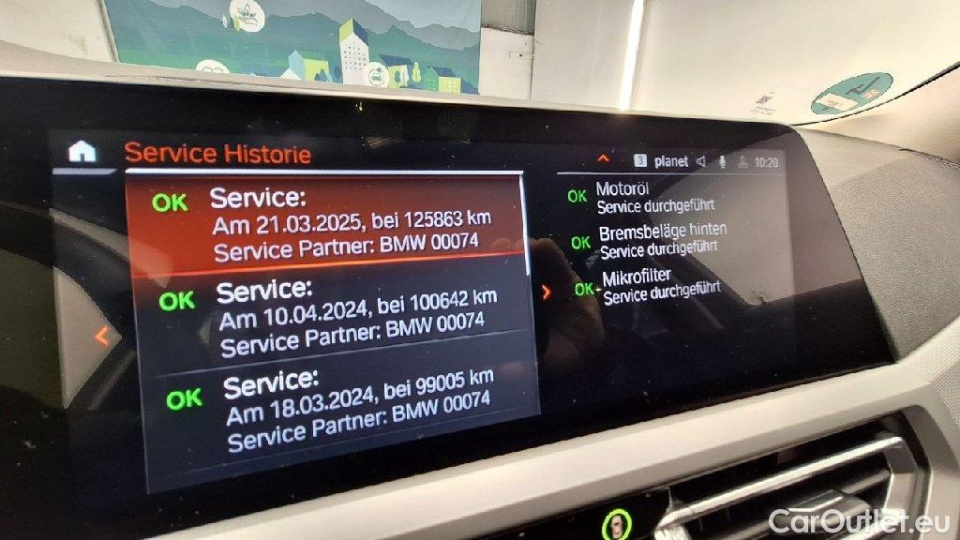 Service Historie
3 planet 10:20
OK Service:
Am 21.03.2025, bei 125863 km
Service Partner: BMW 00074
OK Service:
Am 10.04.2024, bei 100642 km
Service Partner: BMW 00074
OK Service:
Am 18.03.2024, bei 99005 km
Service Partner: BMW 00074
OK Motoröl
Service durchgeführt
OK Bremsbeläge hinten
Service durchgeführt
OK Mikrofilter
Service durchgeführt
CarOutlet.eu